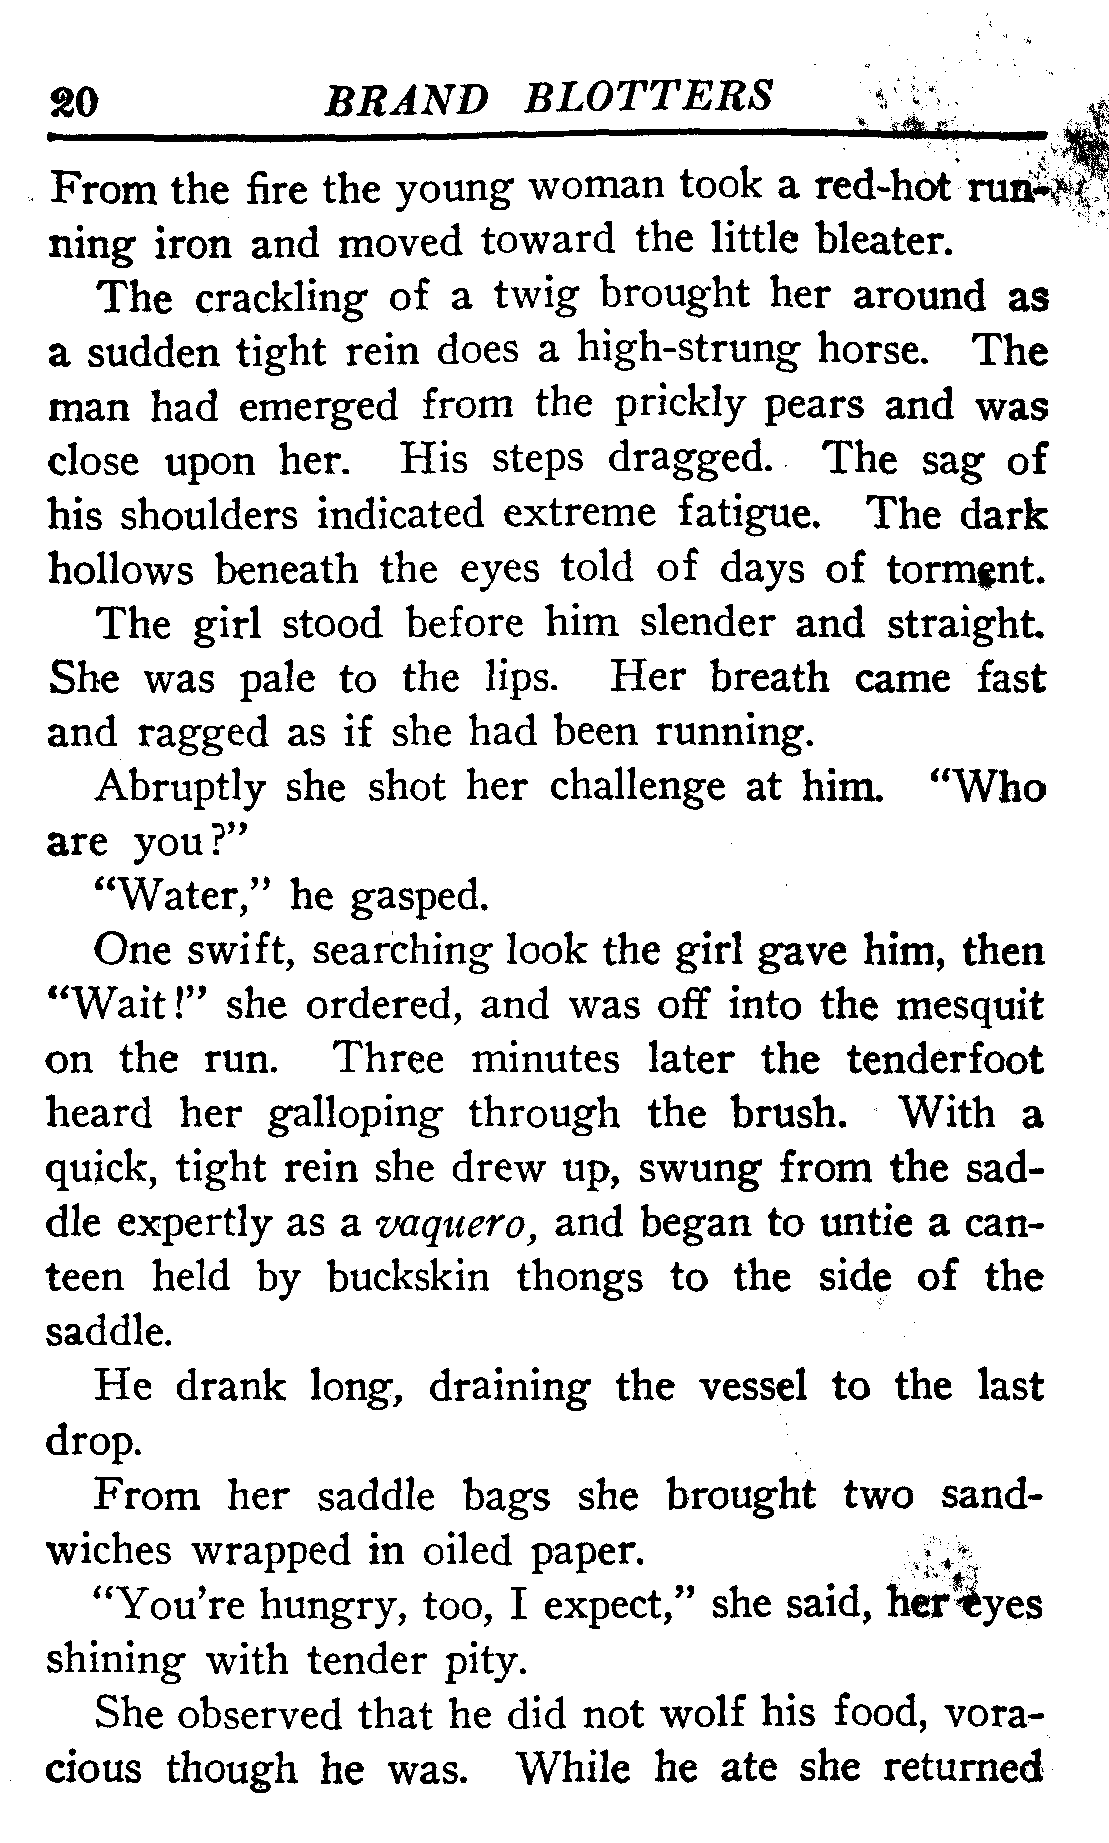 20 BRAND BLOTTERS
From the fire the young woman took a red-hot run-
ning iron and moved toward the little bleater.
The crackling of a twig brought her around as
a sudden tight rein does a high-strung horse. The
man had emerged from the prickly pears and was
close upon her. His steps dragged. The sag of
his shoulders indicated extreme fatigue. The dark
hollows beneath the eyes told of days of torment.
The girl stood before him slender and straight.
She was pale to the lips. Her breath came fast
and ragged as if she had been running.
Abruptly she shot her challenge at him. "Who
are you?"
"Water," he gasped.
One swift, searching look the girl gave him, then
"Wait!" she ordered, and was off into the mesquit
on the run. Three minutes later the tenderfoot
heard her galloping through the brush. With a
quick, tight rein she drew up, swung from the sad-
dle expertly as a vaquero, and began to untie a can-
teen held by buckskin thongs to the side of the
saddle.
He drank long, draining the vessel to the last
drop.
From her saddle bags she brought two sand-
wiches wrapped in oiled paper.
"You're hungry, too, I expect," she said, her eyes
shining with tender pity.
She observed that he did not wolf his food, vora-
cious though he was. While he ate she returned